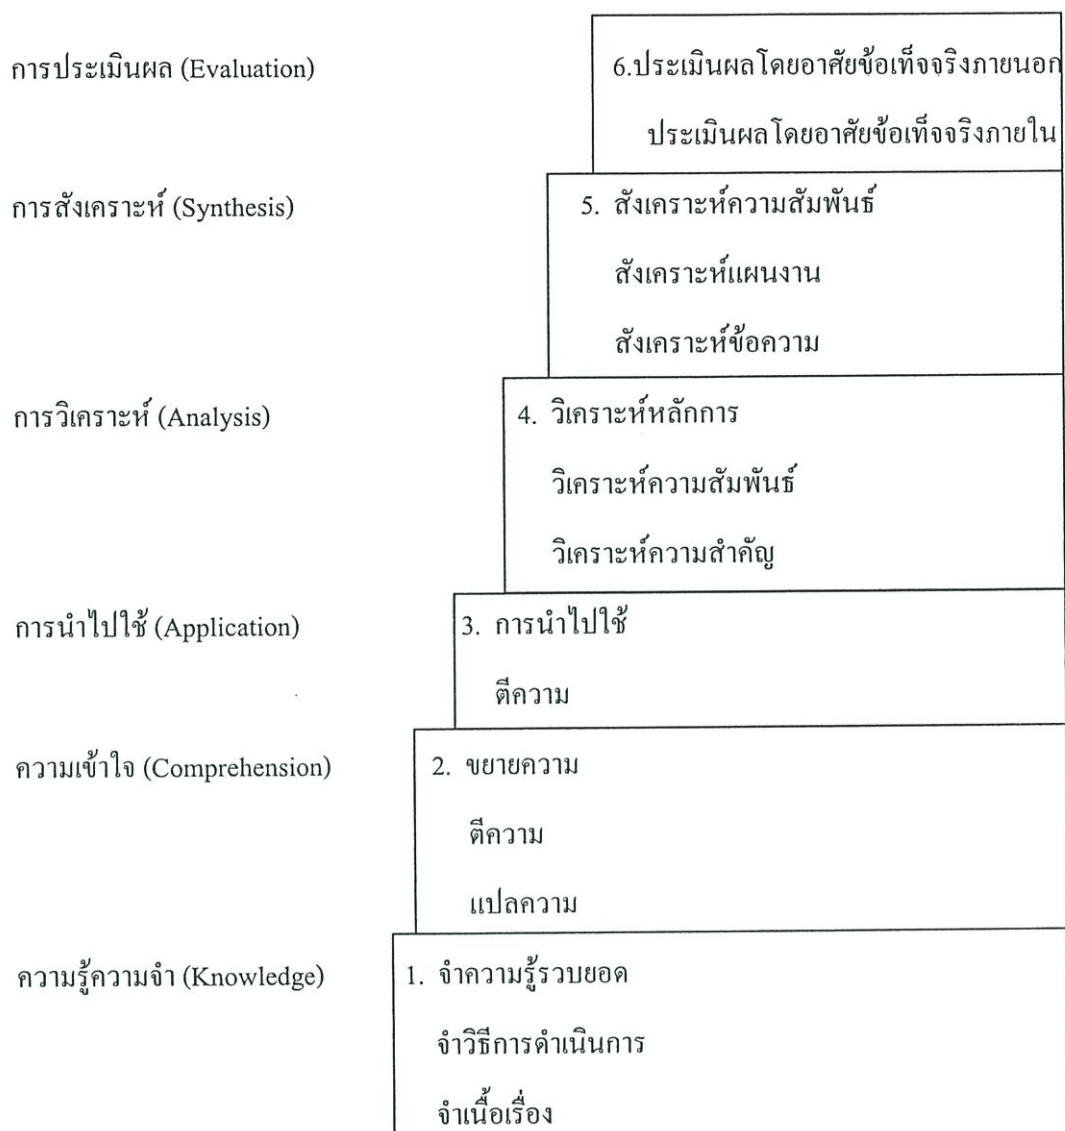 การประเมินผล (Evaluation) 6.ประเมินผลโดยอาศัยข้อเท็จจริงภายนอก
ประเมินผลโดยอาศัยข้อเท็จจริงภายใน
การสังเคราะห์ (Synthesis) 5. สังเคราะห์ความสัมพันธ์
สังเคราะห์แผนงาน
สังเคราะห์ข้อความ
การวิเคราะห์ (Analysis) 4. วิเคราะห์หลักการ
วิเคราะห์ความสัมพันธ์
วิเคราะห์ความสำคัญ
การนำไปใช้ (Application) 3. การนำไปใช้
ตีความ
ความเข้าใจ (Comprehension) 2. ขยายความ
ตีความ
แปลความ
ความรู้ความจำ (Knowledge) 1. จำความรู้รวบยอด
จำวิธีการดำเนินการ
จำเนื้อเรื่อง